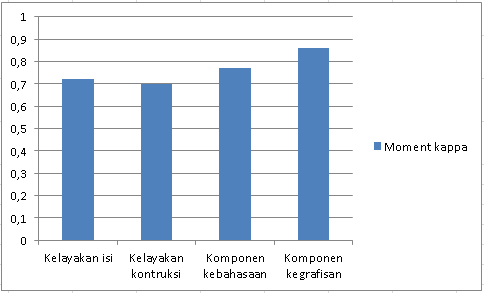 1
0,9
0,8
0,7
0,6
0,5
0,4
0,3
0,2
0,1
0
Kelayakan isi
Kelayakan
kontruksi
Komponen
kebahasaan
Komponen
kegrafisan
Moment kappa